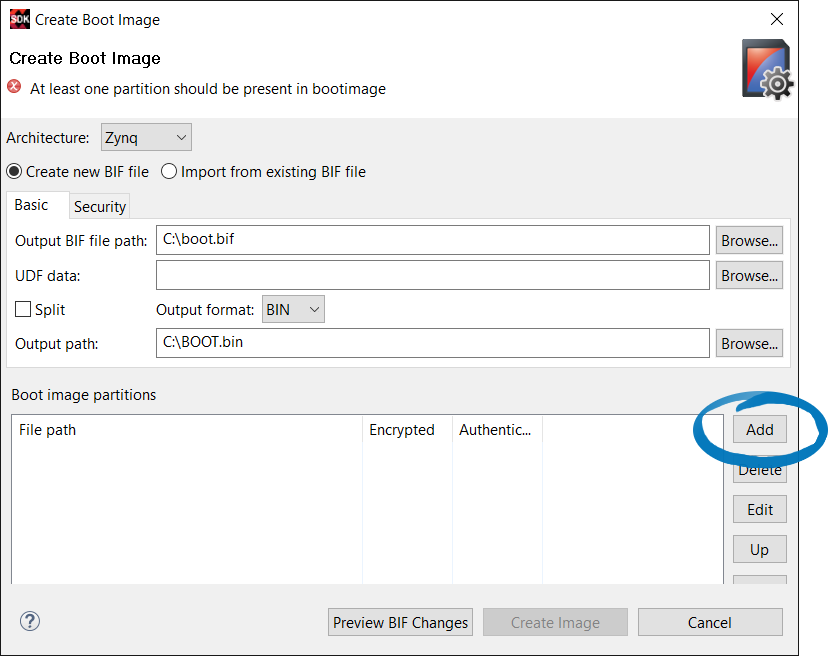 SDK Create Boot Image
Create Boot Image
At least one partition should be present in bootimage
Architecture: Zynq
Create new BIF file Import from existing BIF file
Basic Security
Output BIF file path: C:\boot.bif Browse...
UDF data: Browse...
Split Output format: BIN
Output path: C:\BOOT.bin Browse...
Boot image partitions
File path Encrypted Authentic... Add
Delete
Edit
Up
? Preview BIF Changes Create Image Cancel